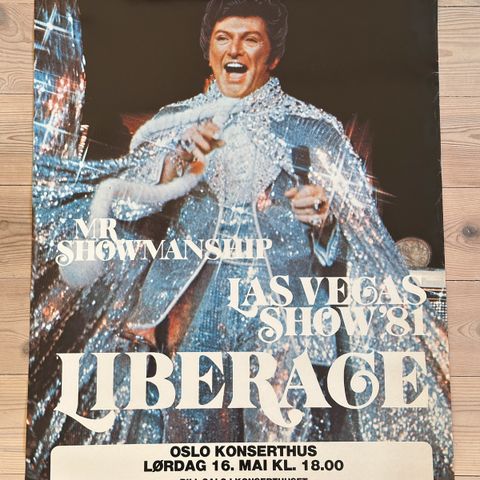 MR
SHOWMANSHIP
LAS VEGAS
SHOW '81
LIBERACE
OSLO KONSERTHUS
LØRDAG 16. MAI KL. 18.00